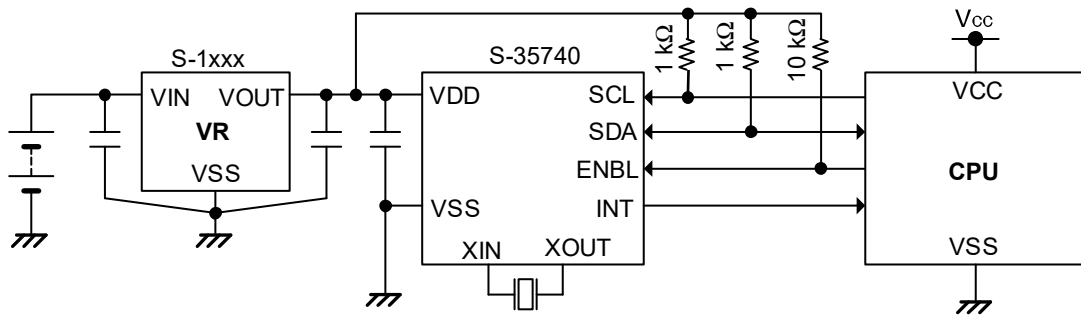 S-1xxx
VIN VOUT
VR
VSS
S-35740
VDD
VSS
SCL
SDA
ENBL
INT
XIN XOUT
1 kΩ
1 kΩ
10 kΩ
Vcc
VCC
CPU
VSS